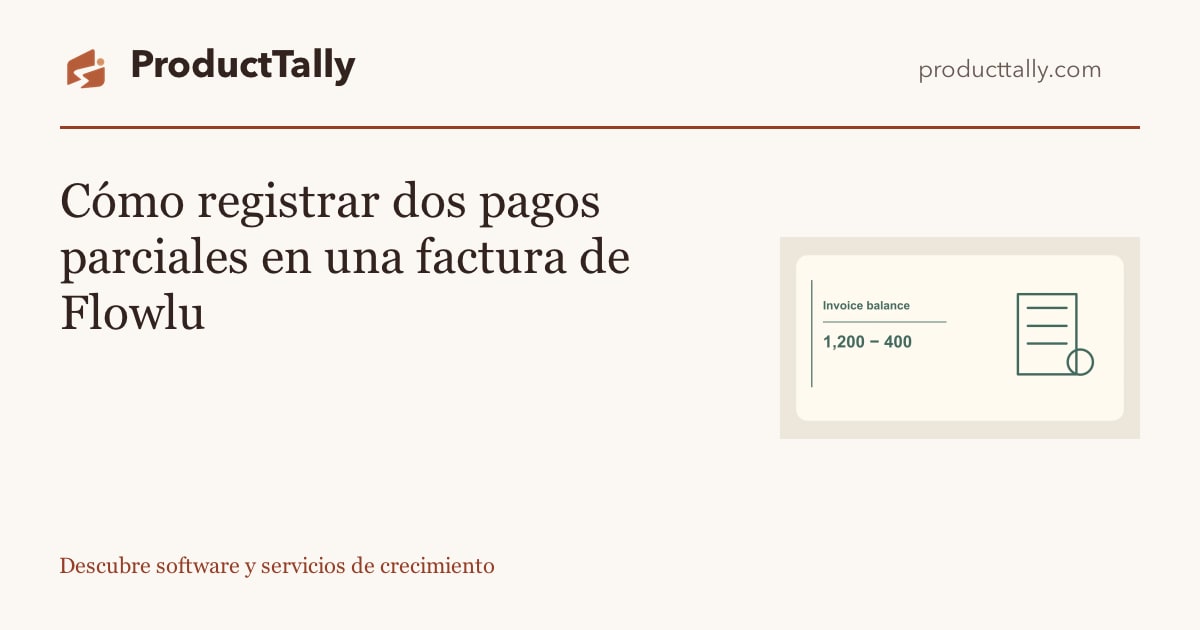 ProductTally
producttally.com
Cómo registrar dos pagos
parciales en una factura de
Flowlu
Invoice balance
1,200 − 400
Descubre software y servicios de crecimiento